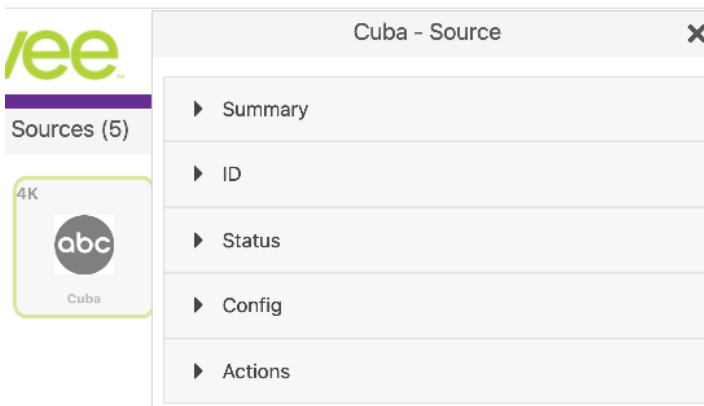 Cuba - Source
vee
Sources (5)
4K
abc
Cuba
Summary
ID
Status
Config
Actions